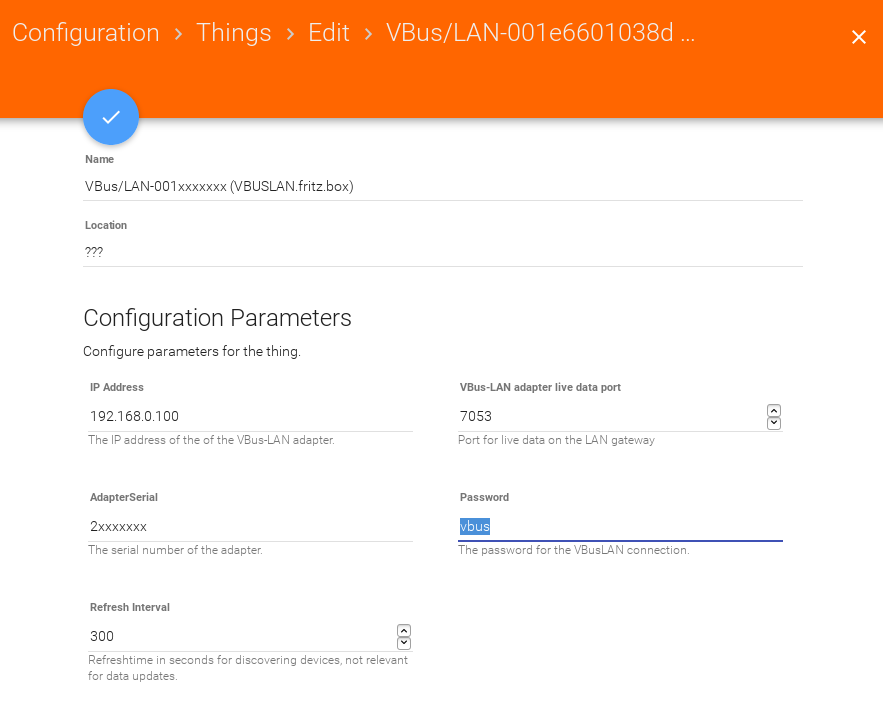 Configuration > Things > Edit > VBus/LAN-001e6601038d ...
Name
VBus/LAN-001xxxxxxx (VBUSLAN.fritz.box)
Location
???
Configuration Parameters
Configure parameters for the thing.
IP Address
192.168.0.100
The IP address of the of the VBus-LAN adapter.
VBus-LAN adapter live data port
7053
Port for live data on the LAN gateway
AdapterSerial
2xxxxxxx
The serial number of the adapter.
Password
vbus
The password for the VBusLAN connection.
Refresh Interval
300
Refreshtime in seconds for discovering devices, not relevant
for data updates.